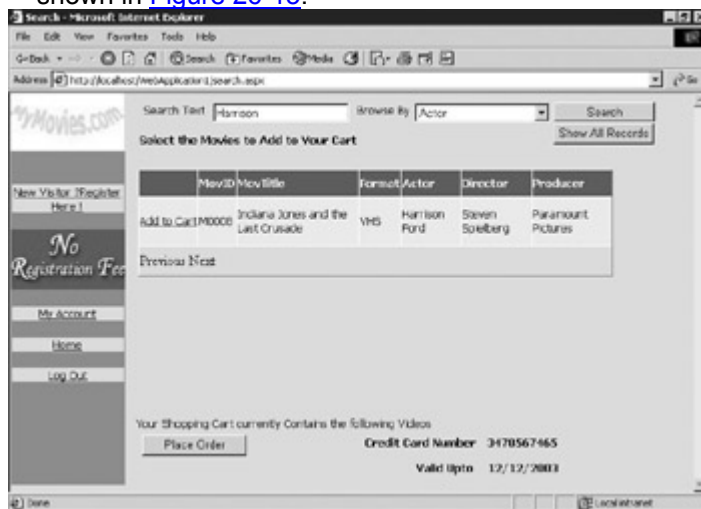 shown in Figure 20-15.
Search - Microsoft Internet Explorer
File Edit View Favorites Tools Help
Back Search Favorites Media
Address http://localhost/WebApplication1/search.aspx Go
MyMovies.com
Search Text Harrison Browse By Actor Search
Select the Movies to Add to Your Cart Show All Records
New Visitor ?Register
Here !
No
Registration Fee
My Account
Home
Log Out
MovID MovTitle Format Actor Director Producer
Add to Cart M0008 Indiana Jones and the Last Crusade VHS Harrison Ford Steven Spielberg Paramount Pictures
Previous Next
Your Shopping Cart currently Contains the following Videos
Place Order Credit Card Number 3478567465
Valid Upto 12/12/2003
Done Local intranet